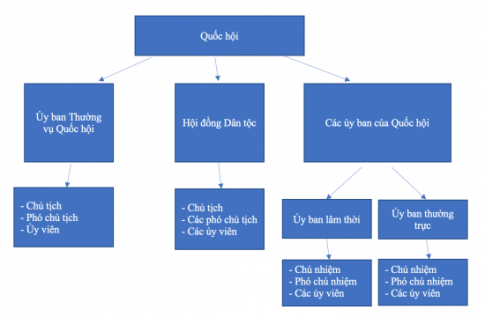 Quốc hội
Ủy ban Thường
vụ Quốc hội
Hội đồng Dân tộc
Các ủy ban của Quốc hội
- Chủ tịch
- Phó chủ tịch
- Ủy viên
- Chủ tịch
- Các phó chủ tịch
- Các ủy viên
Ủy ban lâm thời
Ủy ban thường
trực
- Chủ nhiệm
- Phó chủ nhiệm
- Các ủy viên
- Chủ nhiệm
- Phó chủ nhiệm
- Các ủy viên